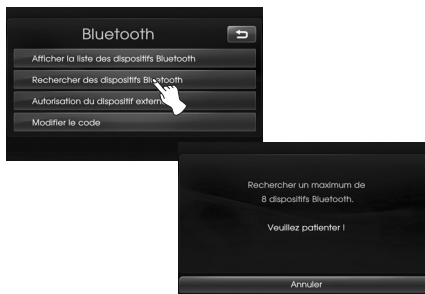 Bluetooth
Afficher la liste des dispositifs Bluetooth
Rechercher des dispositifs Bluetooth
Autorisation du dispositif externe
Modifier le code
Rechercher un maximum de
8 dispositifs Bluetooth.
Veuillez patienter !
Annuler